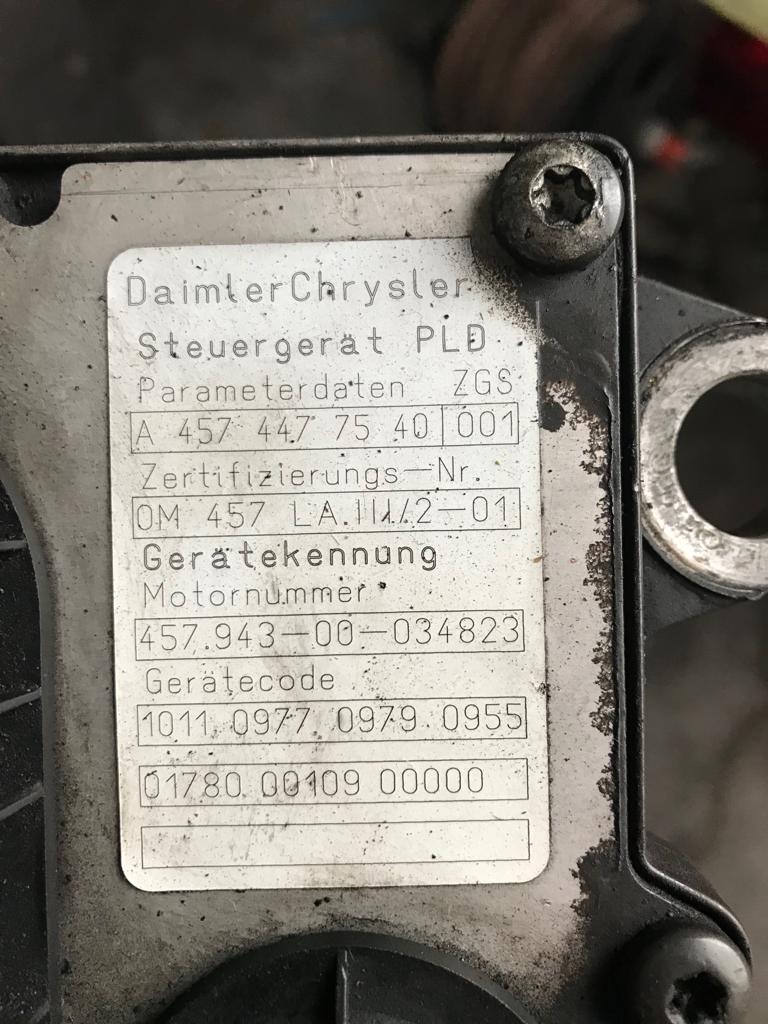 DaimlerChrysler
Steuergerät PLD
Parameterdaten ZGS
A 457 447 75 40 001
Zertifizierungs-Nr.
OM 457 LA.III/2-01
Gerätekennung
Motornummer
457.943-00-034823
Gerätecode
1011 0977 0979 0955
01780 00109 00000